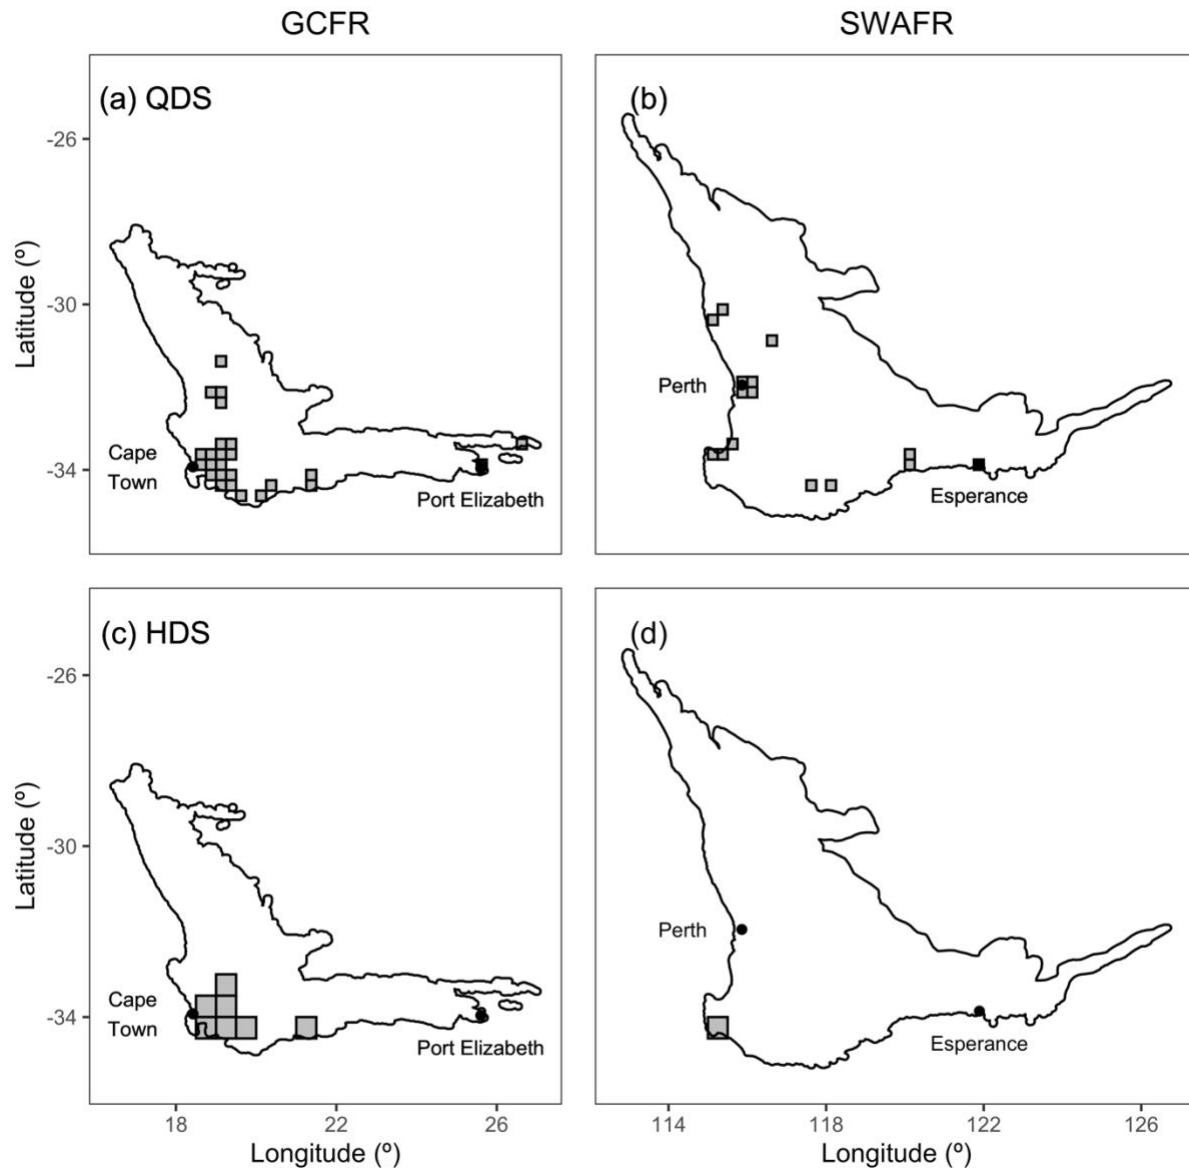 GCFR
SWAFR
(a) QDS
(b)
-26
-30
-34
Latitude (º)
Cape
Town
Port Elizabeth
Perth
Esperance
(c) HDS
(d)
-26
-30
-34
Latitude (º)
Cape
Town
Port Elizabeth
Perth
Esperance
18
22
26
114
118
122
126
Longitude (º)
Longitude (º)